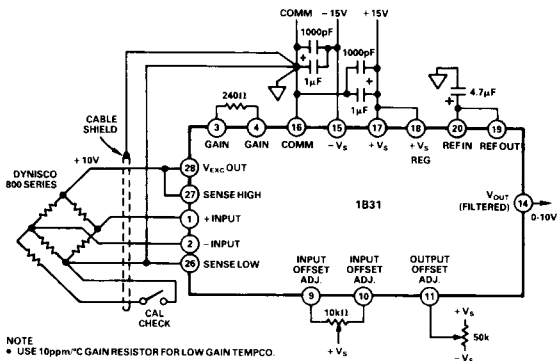 COMM −15V +15V
1000pF
1000pF
+
1µF
+
1µF
4.7µF
+
240Ω
CABLE
SHIELD
3 4 16 15 17 18 20 19
GAIN GAIN COMM −VS +VS +VS REF IN REF OUT
REG
DYNISCO
800 SERIES
+10V
28 VEXC OUT
27 SENSE HIGH
1 +INPUT
2 −INPUT
26 SENSE LOW
1B31
VOUT
(FILTERED)
14
0-10V
CAL
CHECK
INPUT
OFFSET
ADJ.
INPUT
OFFSET
ADJ.
OUTPUT
OFFSET
ADJ.
9 10 11
10kΩ
+VS
+VS
50k
−VS
NOTE
• USE 10ppm/°C GAIN RESISTOR FOR LOW GAIN TEMPCO.